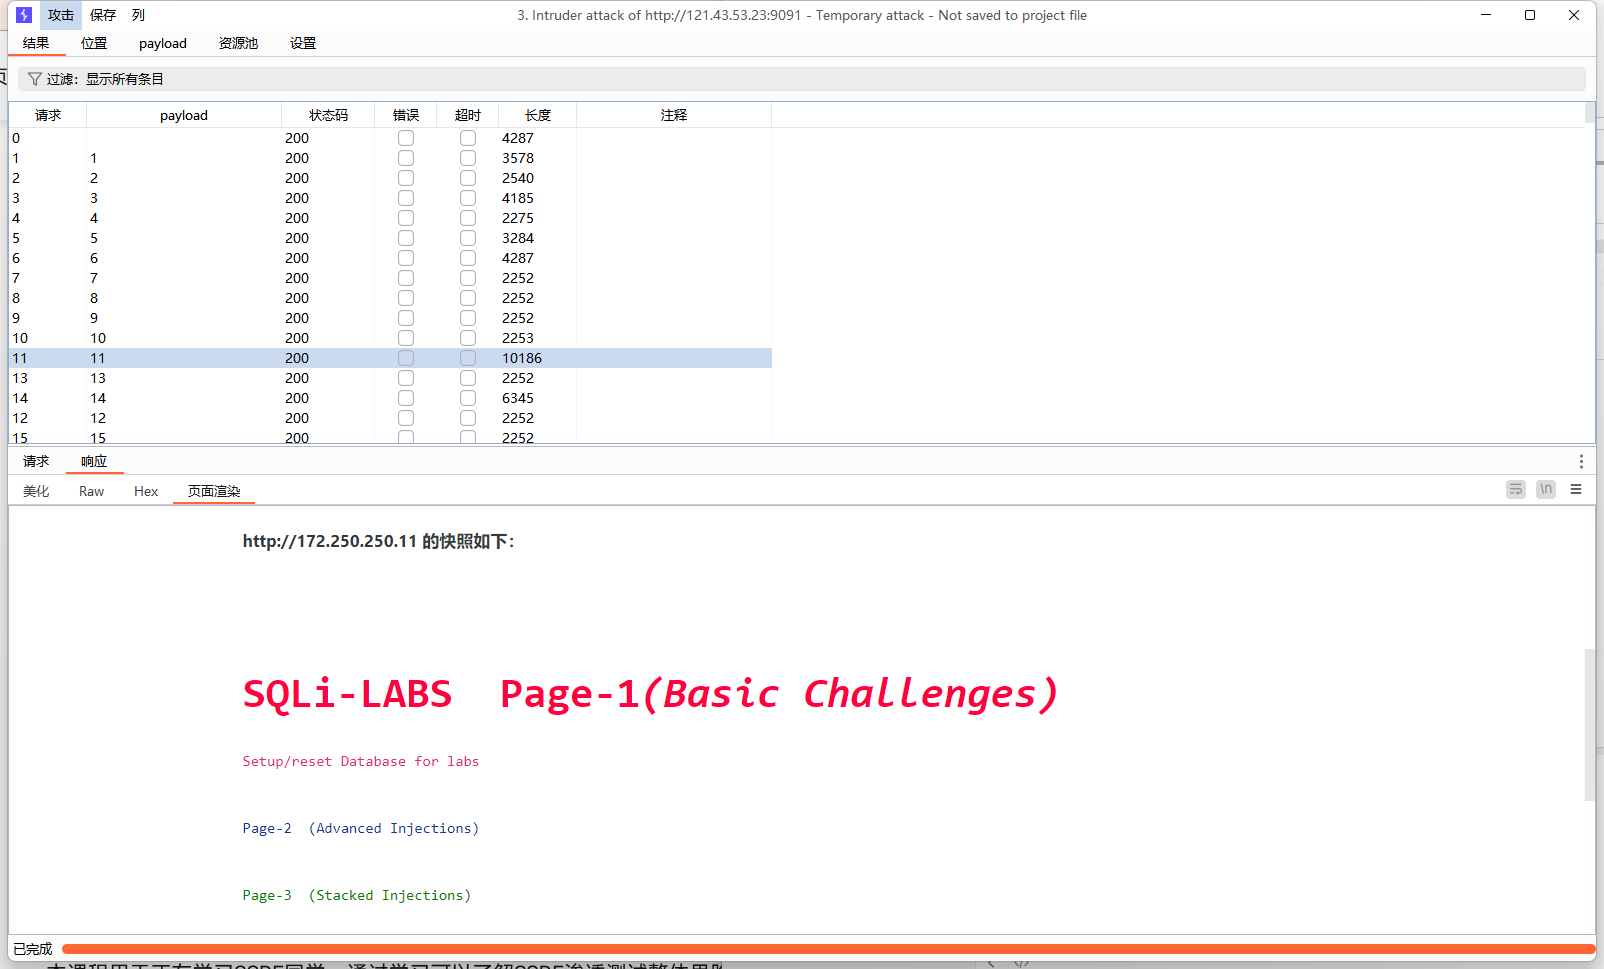 攻击 保存 列 3. Intruder attack of http://121.43.53.23:9091 - Temporary attack - Not saved to project file
结果 位置 payload 资源池 设置
过滤：显示所有条目
请求 payload 状态码 错误 超时 长度 注释
0 200 4287
1 1 200 3578
2 2 200 2540
3 3 200 4185
4 4 200 2275
5 5 200 3284
6 6 200 4287
7 7 200 2252
8 8 200 2252
9 9 200 2252
10 10 200 2253
11 11 200 10186
13 13 200 2252
14 14 200 6345
12 12 200 2252
15 15 200 2252
请求 响应
美化 Raw Hex 页面渲染 \n
http://172.250.250.11 的快照如下：
SQLi-LABS Page-1(Basic Challenges)
Setup/reset Database for labs
Page-2 (Advanced Injections)
Page-3 (Stacked Injections)
已完成